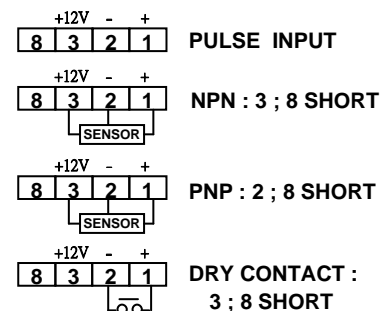 +12V - +
8 3 2 1 PULSE INPUT
+12V - +
8 3 2 1 NPN : 3 ; 8 SHORT
SENSOR
+12V - +
8 3 2 1 PNP : 2 ; 8 SHORT
SENSOR
+12V - +
8 3 2 1 DRY CONTACT :
3 ; 8 SHORT